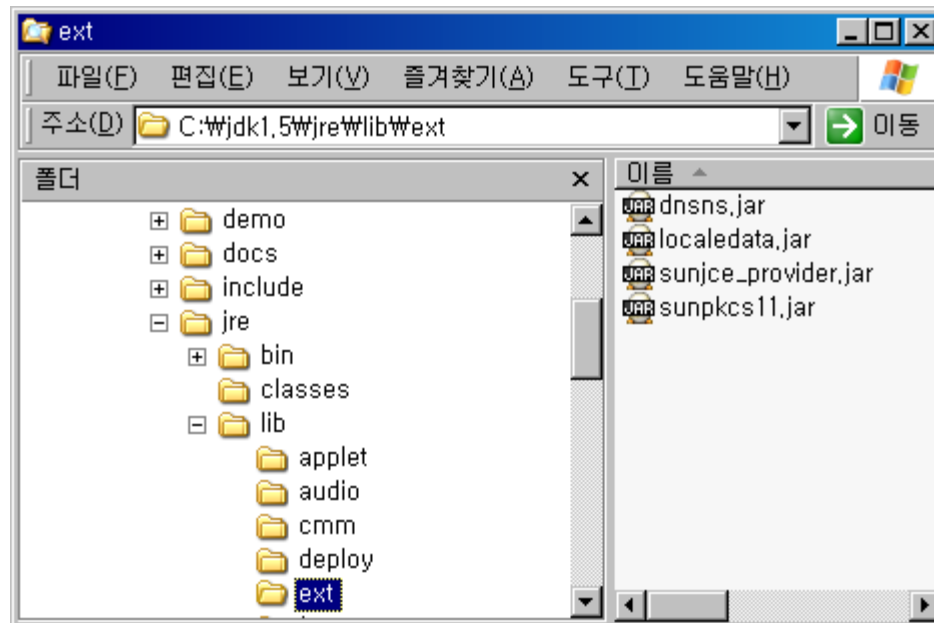 ext
파일(F) 편집(E) 보기(V) 즐겨찾기(A) 도구(T) 도움말(H)
주소(D) C:₩jdk1.5₩jre₩lib₩ext 이동
폴더
demo
docs
include
jre
bin
classes
lib
applet
audio
cmm
deploy
ext
이름
dnsns.jar
localedata.jar
sunjce_provider.jar
sunpkcs11.jar